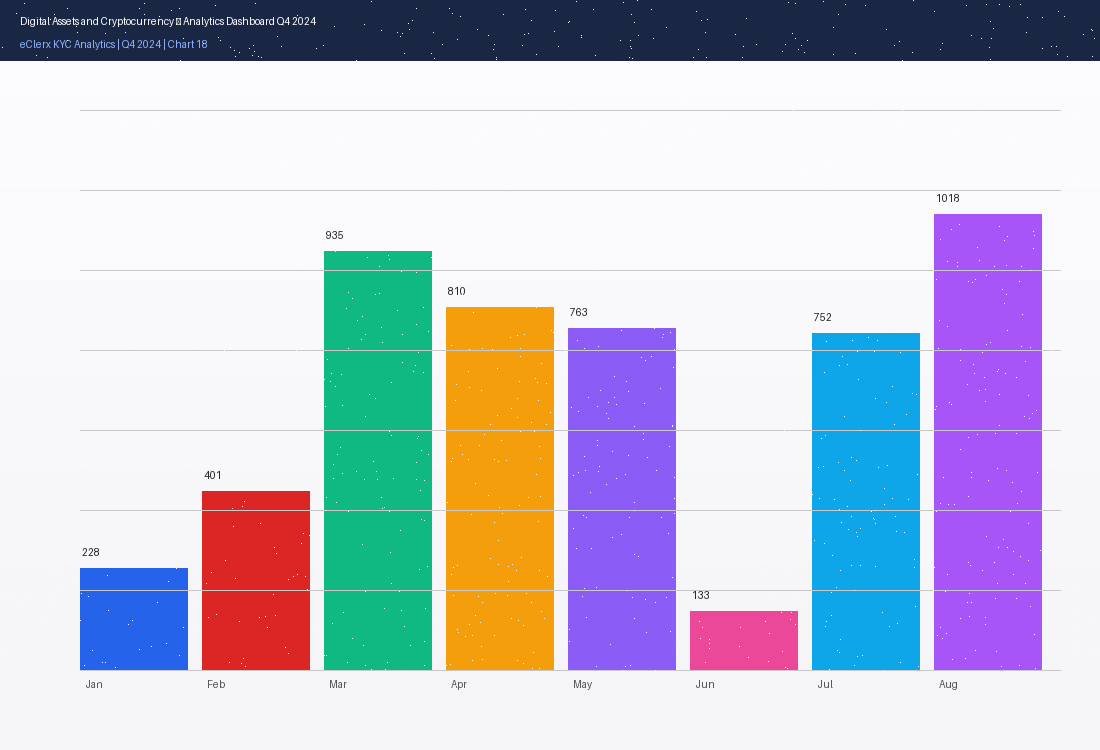 Digital Assets and Cryptocurrency Analytics Dashboard Q4 2024
eClerx KYC Analytics | Q4 2024 | Chart 18
1018
935
810
763
752
401
228
133
Jan Feb Mar Apr May Jun Jul Aug